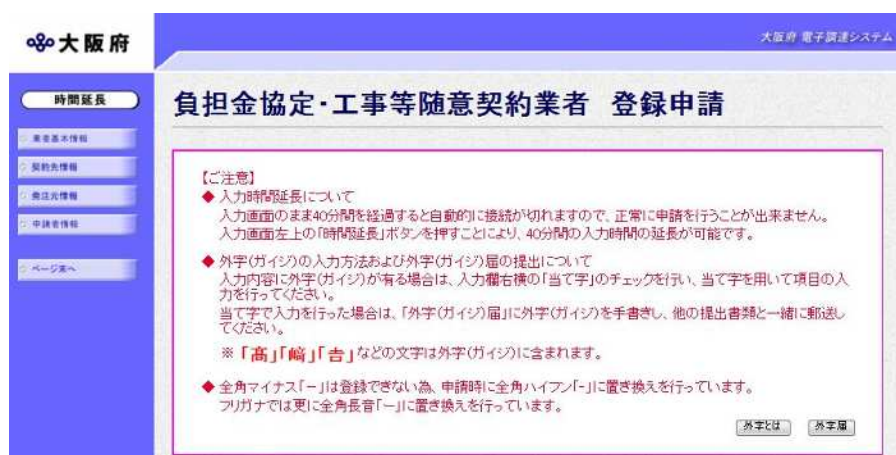 大阪府
大阪府 電子調達システム
時間延長
業者基本情報
契約先情報
発注元情報
申請者情報
ページ末へ
負担金協定・工事等随意契約業者 登録申請
【ご注意】
◆ 入力時間延長について
入力画面のまま40分間を経過すると自動的に接続が切れますので、正常に申請を行うことが出来ません。
入力画面左上の「時間延長」ボタンを押すことにより、40分間の入力時間の延長が可能です。
◆ 外字(ガイジ)の入力方法および外字(ガイジ)届の提出について
入力内容に外字(ガイジ)が有る場合は、入力欄右横の「当て字」のチェックを行い、当て字を用いて項目の入
力を行ってください。
当て字で入力を行った場合は、「外字(ガイジ)届」に外字(ガイジ)を手書きし、他の提出書類と一緒に郵送し
てください。
※「髙」「﨑」「𠮷」などの文字は外字(ガイジ)に含まれます。
◆ 全角マイナス「－」は登録できない為、申請時に全角ハイフン「‐」に置き換えを行っています。
フリガナでは更に全角長音「ー」に置き換えを行っています。
外字とは 外字届